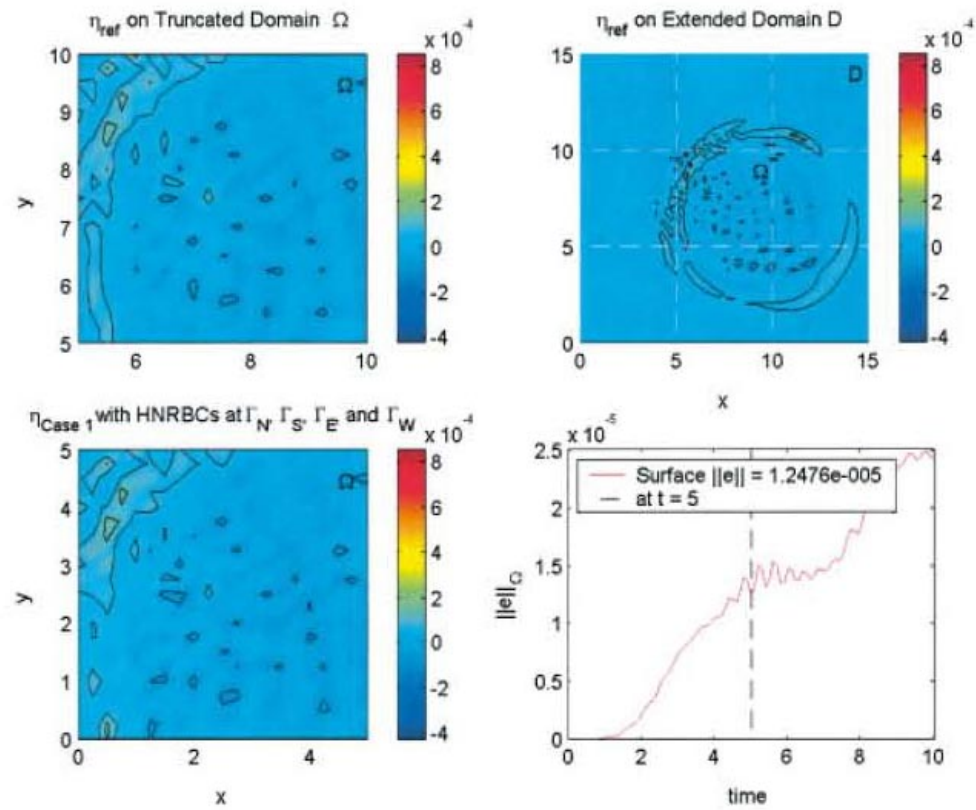 η_ref on Truncated Domain Ω
x 10^-4
10
9
8
7
6
5
y
6 8 10
Ω
8
6
4
2
0
-2
-4
η_ref on Extended Domain D
x 10^-4
15
10
5
0
0 5 10 15
x
D
Ω
8
6
4
2
0
-2
-4
η_Case 1 with HNRBCs at Γ_N, Γ_S, Γ_E, and Γ_W
x 10^-4
5
4
3
2
1
0
y
0 2 4
x
Ω
8
6
4
2
0
-2
-4
x 10^-5
2.5
2
1.5
1
0.5
0
||e||_Ω
0 2 4 6 8 10
time
Surface ||e|| = 1.2476e-005
at t = 5